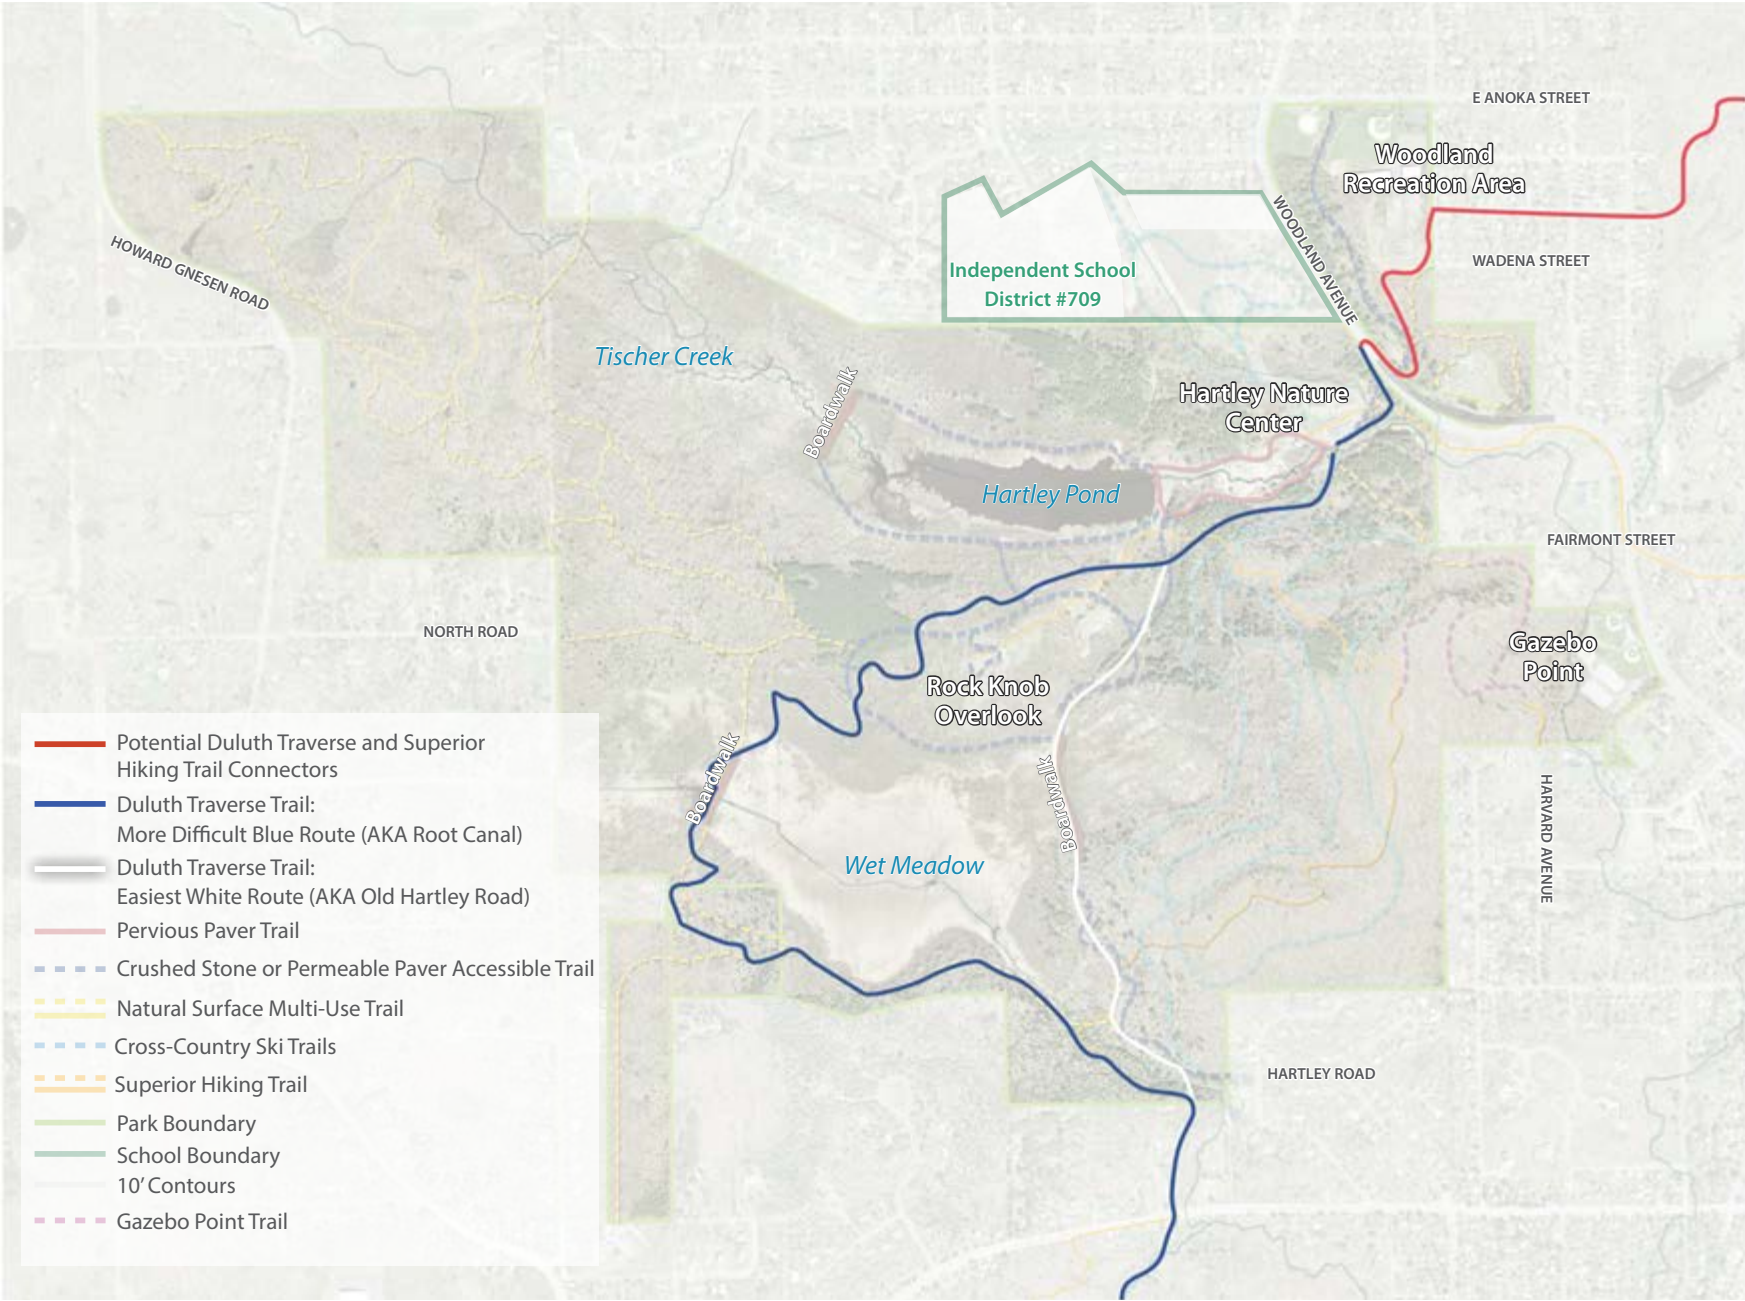 E ANOKA STREET
Woodland
Recreation Area
WOODLAND AVENUE
WADENA STREET
HOWARD GNESEN ROAD
Independent School
District #709
Tischer Creek
Boardwalk
Hartley Nature
Center
Hartley Pond
FAIRMONT STREET
NORTH ROAD
Gazebo
Point
Rock Knob
Overlook
Boardwalk
Boardwalk
Wet Meadow
HARVARD AVENUE
HARTLEY ROAD
Potential Duluth Traverse and Superior
Hiking Trail Connectors
Duluth Traverse Trail:
More Difficult Blue Route (AKA Root Canal)
Duluth Traverse Trail:
Easiest White Route (AKA Old Hartley Road)
Pervious Paver Trail
Crushed Stone or Permeable Paver Accessible Trail
Natural Surface Multi-Use Trail
Cross-Country Ski Trails
Superior Hiking Trail
Park Boundary
School Boundary
10’ Contours
Gazebo Point Trail